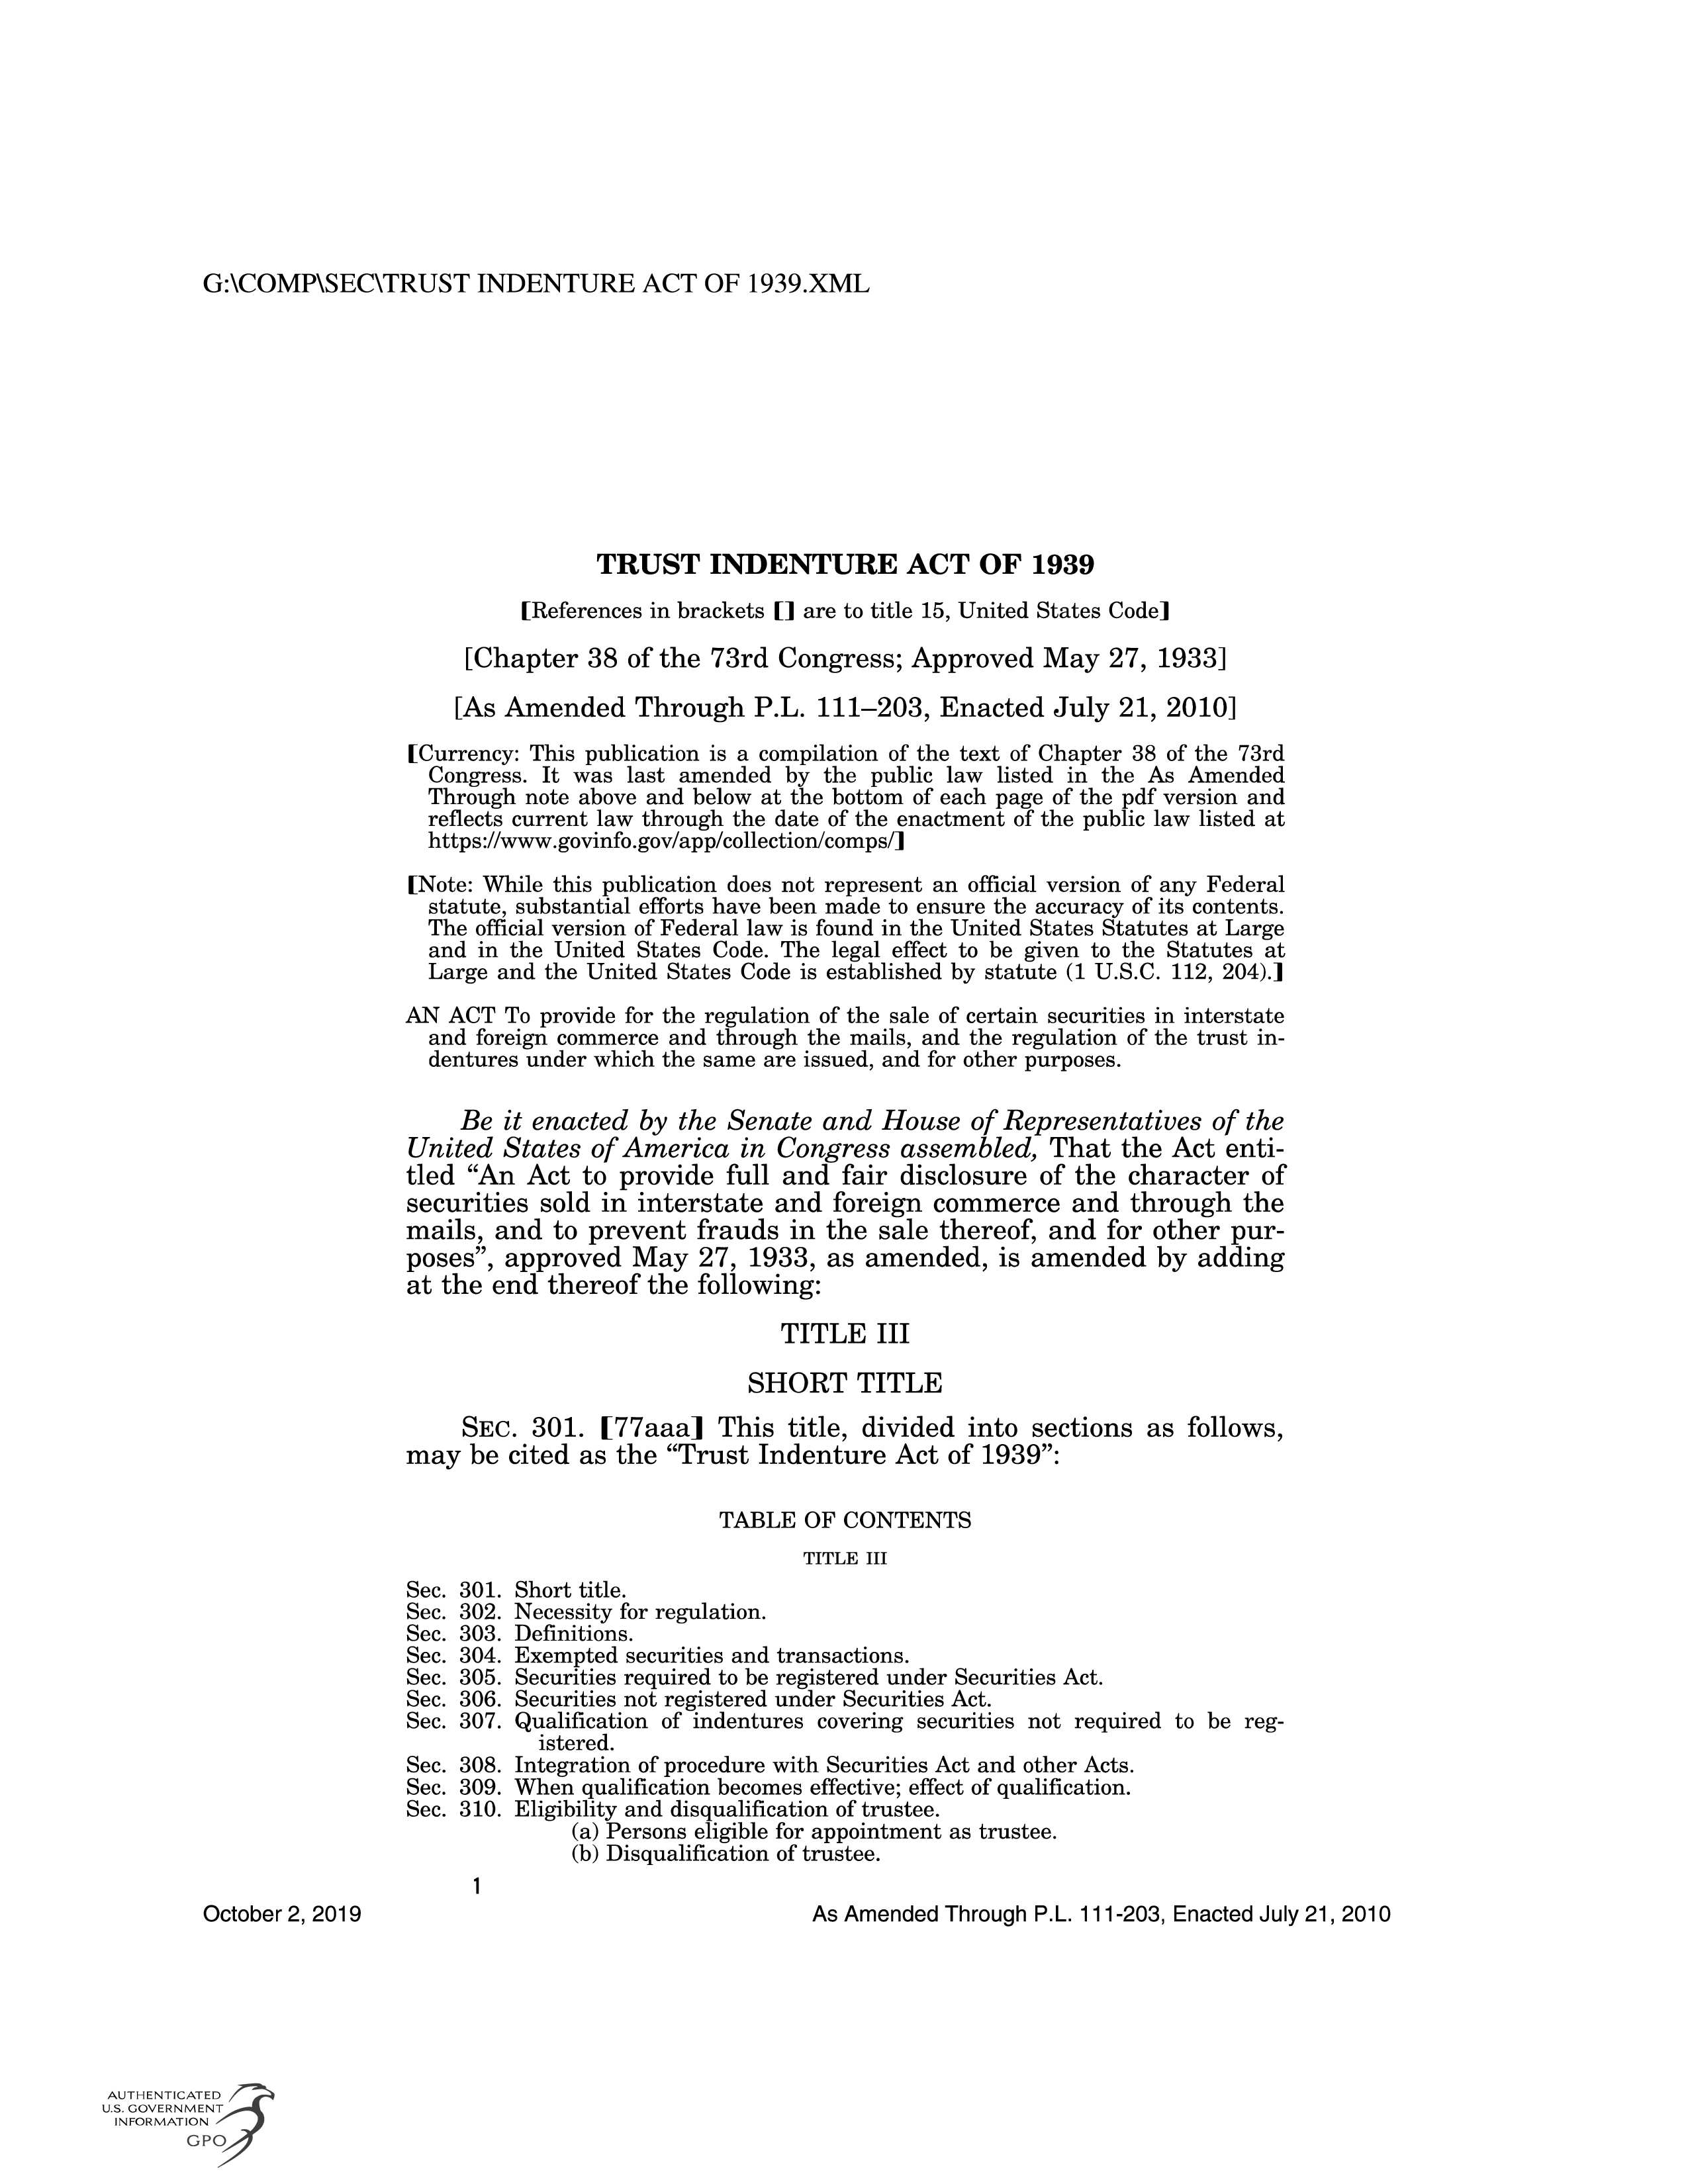 G:\COMP\SEC\TRUST INDENTURE ACT OF 1939.XML
TRUST INDENTURE ACT OF 1939
[References in brackets [] are to title 15, United States Code]
[Chapter 38 of the 73rd Congress; Approved May 27, 1933]
[As Amended Through P.L. 111–203, Enacted July 21, 2010]
[Currency: This publication is a compilation of the text of Chapter 38 of the 73rd
Congress. It was last amended by the public law listed in the As Amended
Through note above and below at the bottom of each page of the pdf version and
reflects current law through the date of the enactment of the public law listed at
https://www.govinfo.gov/app/collection/comps/]
[Note: While this publication does not represent an official version of any Federal
statute, substantial efforts have been made to ensure the accuracy of its contents.
The official version of Federal law is found in the United States Statutes at Large
and in the United States Code. The legal effect to be given to the Statutes at
Large and the United States Code is established by statute (1 U.S.C. 112, 204).]
AN ACT To provide for the regulation of the sale of certain securities in interstate
and foreign commerce and through the mails, and the regulation of the trust in-
dentures under which the same are issued, and for other purposes.
Be it enacted by the Senate and House of Representatives of the
United States of America in Congress assembled, That the Act enti-
tled “An Act to provide full and fair disclosure of the character of
securities sold in interstate and foreign commerce and through the
mails, and to prevent frauds in the sale thereof, and for other pur-
poses”, approved May 27, 1933, as amended, is amended by adding
at the end thereof the following:
TITLE III
SHORT TITLE
SEC. 301. [77aaa] This title, divided into sections as follows,
may be cited as the “Trust Indenture Act of 1939”:
TABLE OF CONTENTS
TITLE III
Sec. 301. Short title.
Sec. 302. Necessity for regulation.
Sec. 303. Definitions.
Sec. 304. Exempted securities and transactions.
Sec. 305. Securities required to be registered under Securities Act.
Sec. 306. Securities not registered under Securities Act.
Sec. 307. Qualification of indentures covering securities not required to be reg-
istered.
Sec. 308. Integration of procedure with Securities Act and other Acts.
Sec. 309. When qualification becomes effective; effect of qualification.
Sec. 310. Eligibility and disqualification of trustee.
(a) Persons eligible for appointment as trustee.
(b) Disqualification of trustee.
1
October 2, 2019 As Amended Through P.L. 111-203, Enacted July 21, 2010
AUTHENTICATED
U.S. GOVERNMENT
INFORMATION
GPO